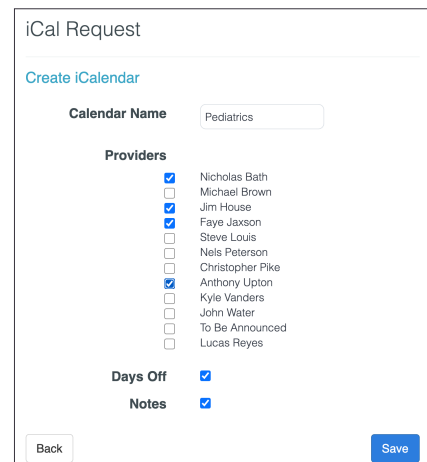 iCal Request
Create iCalendar
Calendar Name
Pediatrics
Providers
Nicholas Bath
Michael Brown
Jim House
Faye Jaxson
Steve Louis
Nels Peterson
Christopher Pike
Anthony Upton
Kyle Vanders
John Water
To Be Announced
Lucas Reyes
Days Off
Notes
Back
Save